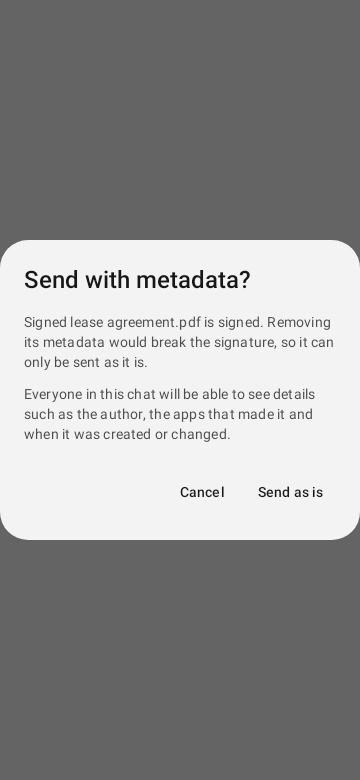 Send with metadata?
Signed lease agreement.pdf is signed. Removing
its metadata would break the signature, so it can
only be sent as it is.
Everyone in this chat will be able to see details
such as the author, the apps that made it and
when it was created or changed.
Cancel Send as is